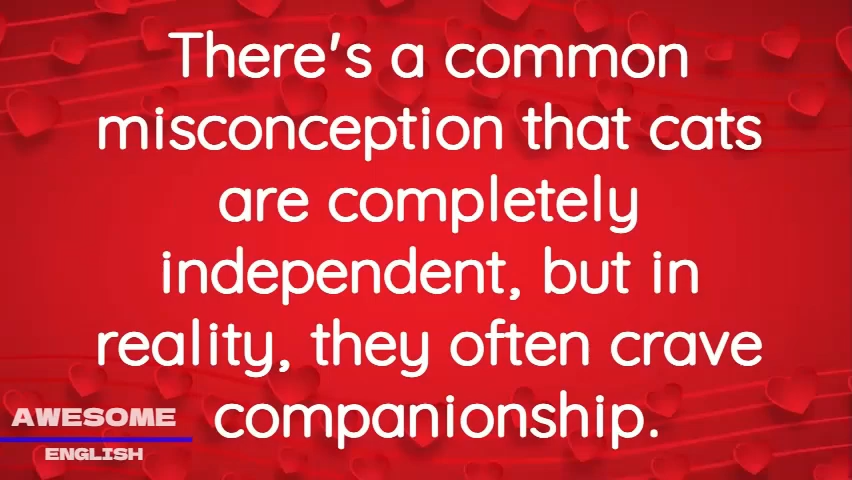 There's a common
misconception that cats
are completely
independent, but in
reality, they often crave
companionship.
AWESOME
ENGLISH